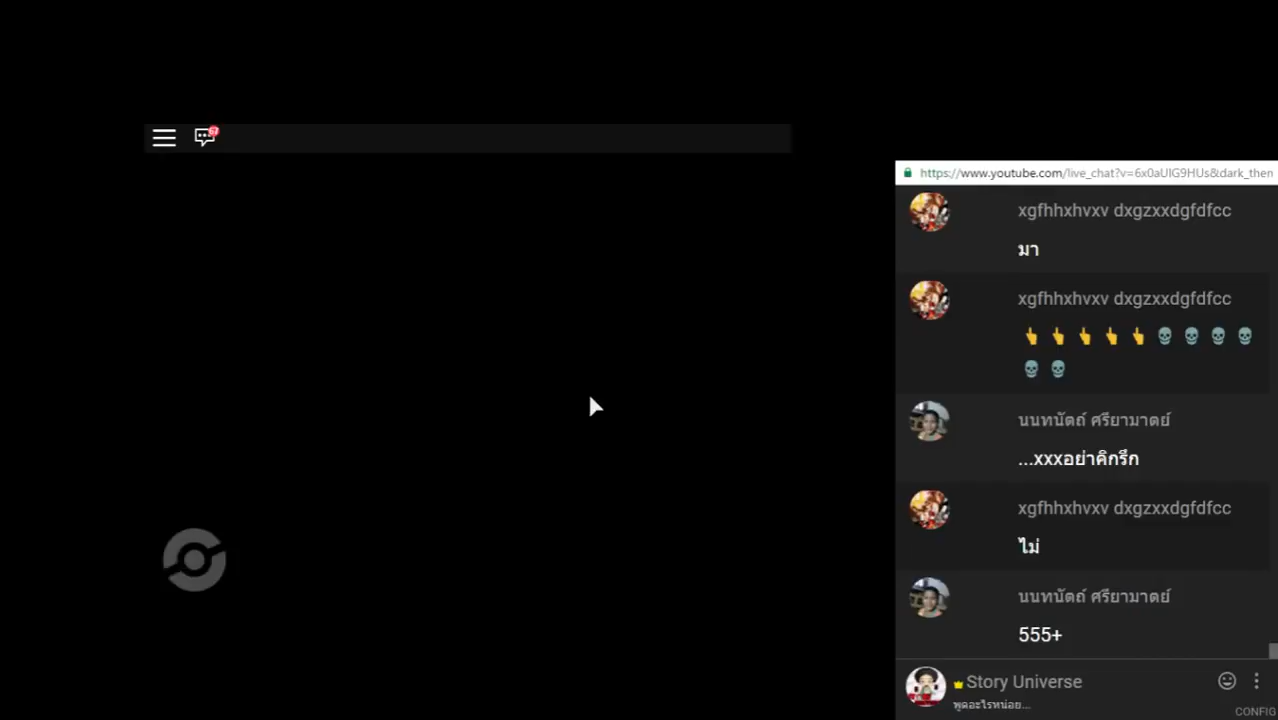 https://www.youtube.com/live_chat?v=6x0aUIG9HUs&dark_then
xgfhhxhvxv dxgzxxdgfdfcc
มา
xgfhhxhvxv dxgzxxdgfdfcc
👆👆👆👆👆💀💀💀💀
💀💀
นนทนัตถ์ ศรียามาตย์
...xxxอย่าคิกรึก
xgfhhxhvxv dxgzxxdgfdfcc
ไม่
นนทนัตถ์ ศรียามาตย์
555+
Story Universe
พูดอะไรหน่อย...
CONFIG